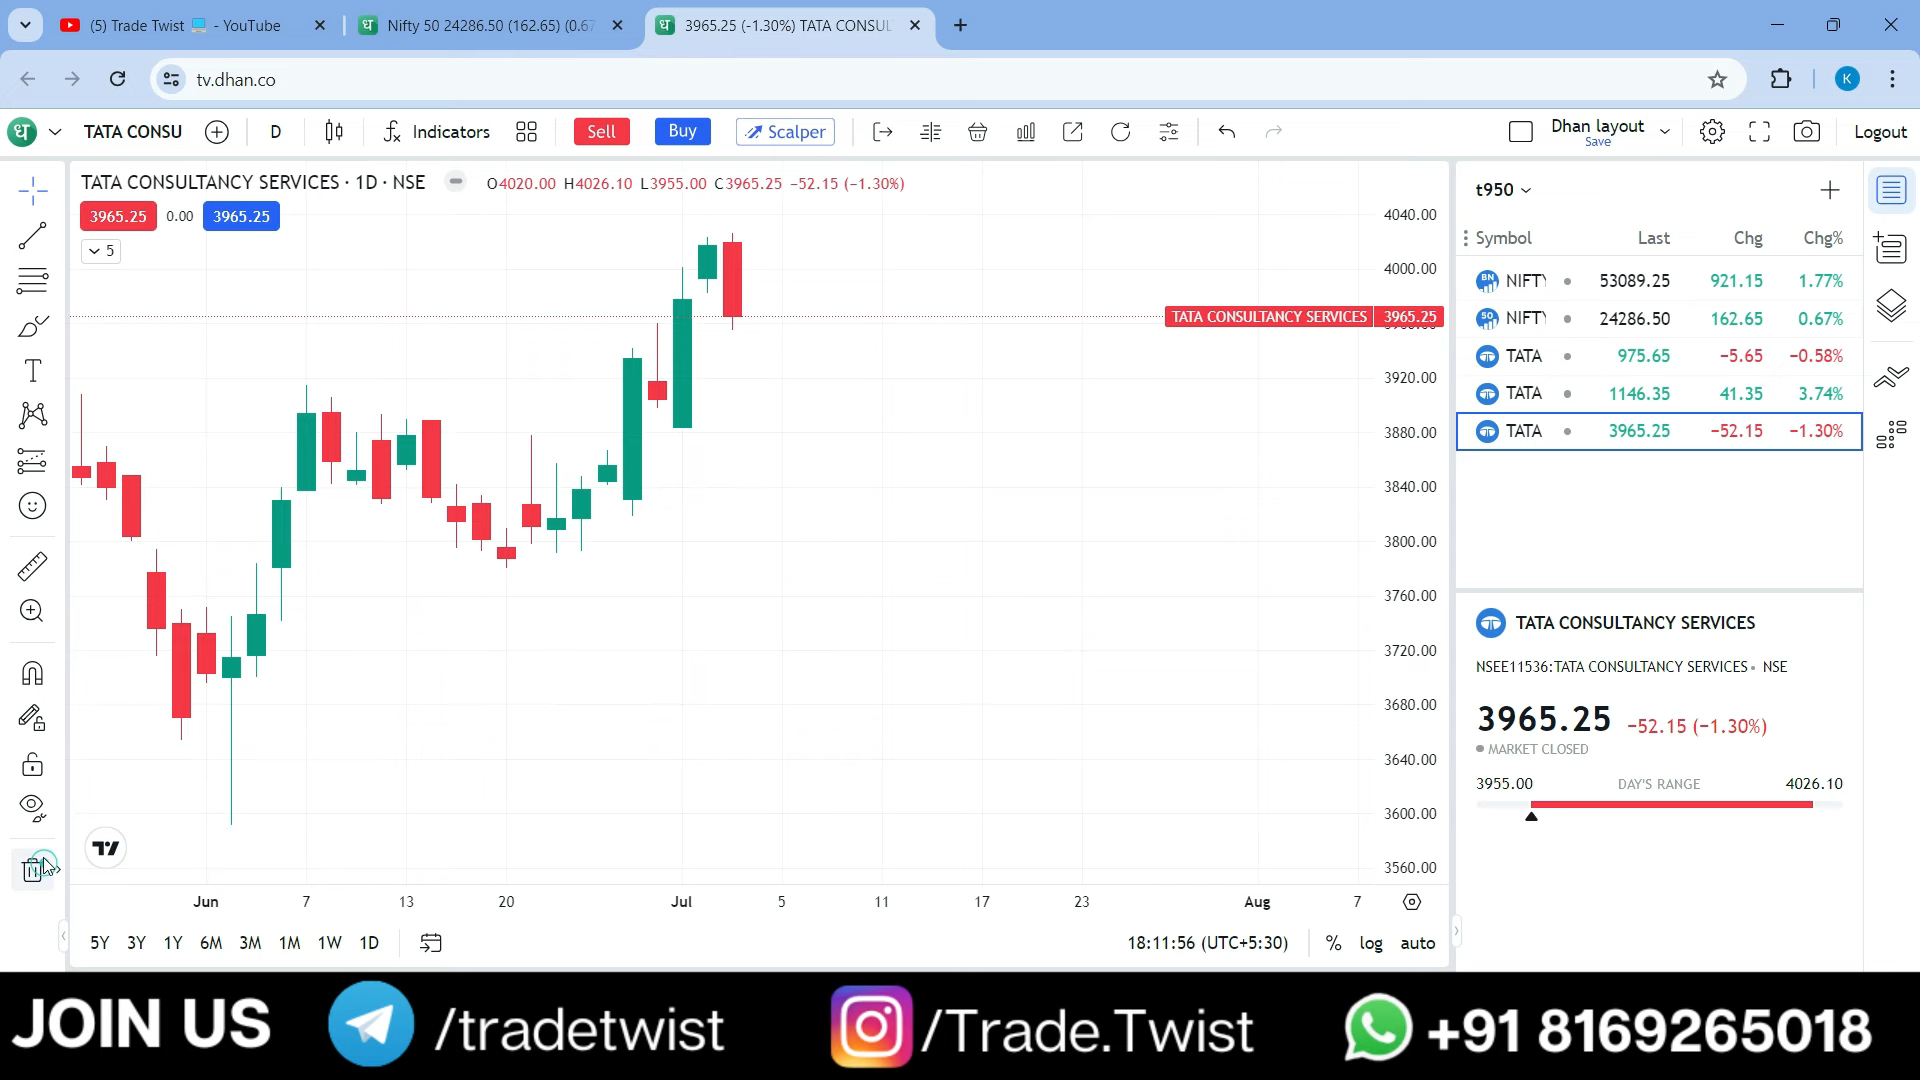 (5) Trade Twist 💻 - YouTube
Nifty 50 24286.50 (162.65) (0.67
3965.25 (-1.30%) TATA CONSUL
tv.dhan.co
K
धा TATA CONSU D Indicators Sell Buy Scalper Dhan layout Logout
Save
TATA CONSULTANCY SERVICES · 1D · NSE O4020.00 H4026.10 L3955.00 C3965.25 −52.15 (−1.30%)
3965.25 0.00 3965.25
5
4040.00
4000.00
TATA CONSULTANCY SERVICES 3965.25
3920.00
3880.00
3840.00
3800.00
3760.00
3720.00
3680.00
3640.00
3600.00
3560.00
Jun 7 13 20 Jul 5 11 17 23 Aug 7
5Y 3Y 1Y 6M 3M 1M 1W 1D
18:11:56 (UTC+5:30) % log auto
t950
Symbol Last Chg Chg%
BN NIFTY 53089.25 921.15 1.77%
50 NIFTY 24286.50 162.65 0.67%
TATA 975.65 −5.65 −0.58%
TATA 1146.35 41.35 3.74%
TATA 3965.25 −52.15 −1.30%
TATA CONSULTANCY SERVICES
NSEE11536:TATA CONSULTANCY SERVICES • NSE
3965.25 −52.15 (−1.30%)
MARKET CLOSED
3955.00 DAY'S RANGE 4026.10
JOIN US /tradetwist /Trade.Twist +91 8169265018